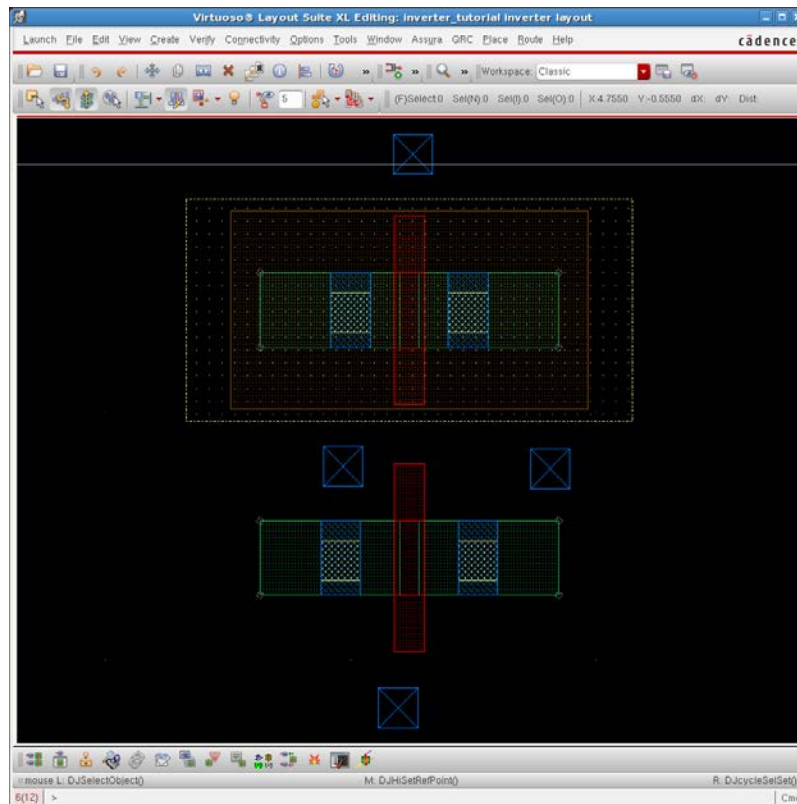 Virtuoso® Layout Suite XL Editing: inverter_tutorial inverter layout
Launch File Edit View Create Verify Connectivity Options Tools Window Assura QRC Place Route Help cādence
» » » Workspace: Classic
5 (F)Select:0 Sel(N):0 Sel(I):0 Sel(O):0 X:4.7550 Y:-0.5550 dX: dY: Dist:
mouse L: DJSelectObject() M: DJHiSetRefPoint() R: DJcycleSelSet()
6(12) > Cm